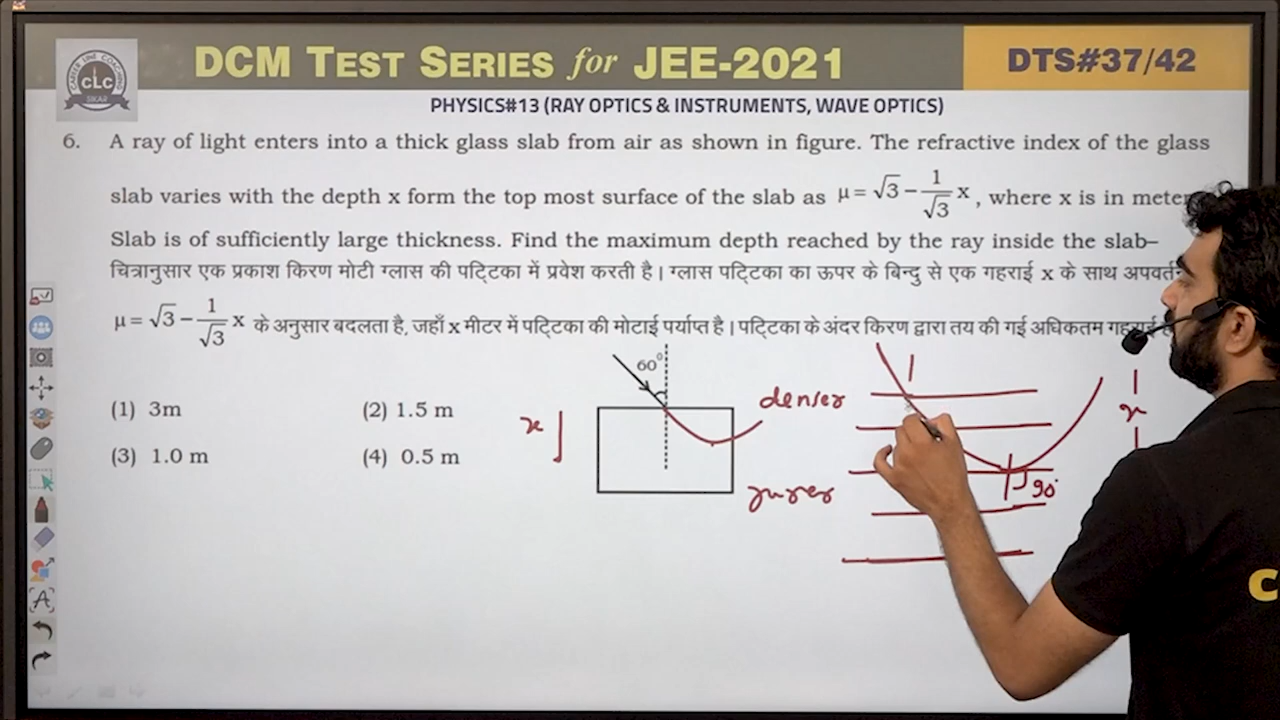 DCM TEST SERIES for JEE-2021
DTS#37/42
CAREER LINE COACHING
CLC
SIKAR
PHYSICS#13 (RAY OPTICS & INSTRUMENTS, WAVE OPTICS)
6. A ray of light enters into a thick glass slab from air as shown in figure. The refractive index of the glass
slab varies with the depth x form the top most surface of the slab as μ = √3 − 1/√3 x , where x is in meter
Slab is of sufficiently large thickness. Find the maximum depth reached by the ray inside the slab–
चित्रानुसार एक प्रकाश किरण मोटी ग्लास की पट्टिका में प्रवेश करती है। ग्लास पट्टिका का ऊपर के बिन्दु से एक गहराई x के साथ
μ = √3 − 1/√3 x के अनुसार बदलता है, जहाँ x मीटर में पट्टिका की मोटाई पर्याप्त है। पट्टिका के अंदर किरण द्वारा तय की गई अधिकतम
60°
denser
x
x
(1) 3m (2) 1.5 m
(3) 1.0 m (4) 0.5 m
90°
rarer
A
C